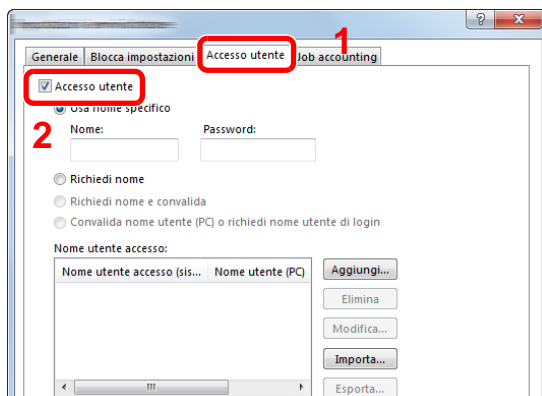 ?
X
1
Generale Blocca impostazioni Accesso utente Job accounting
Accesso utente
Usa nome specifico
2
Nome: Password:
Richiedi nome
Richiedi nome e convalida
Convalida nome utente (PC) o richiedi nome utente di login
Nome utente accesso:
Nome utente accesso (sis... Nome utente (PC)
Aggiungi...
Elimina
Modifica...
Importa...
Esporta...